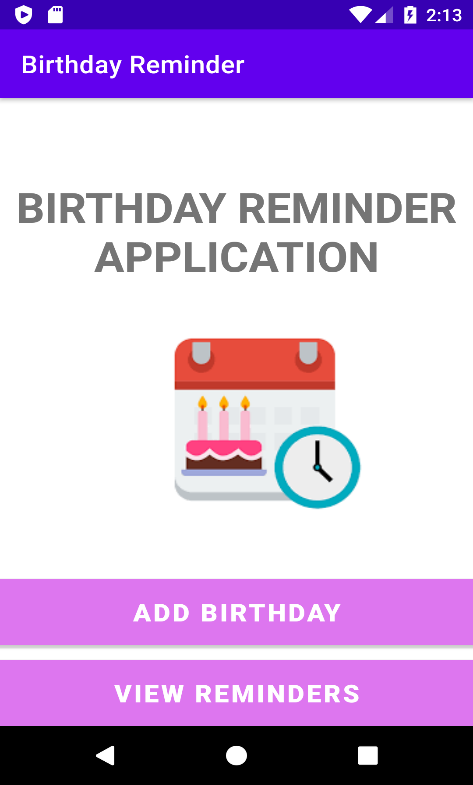 2:13
Birthday Reminder
BIRTHDAY REMINDER
APPLICATION
ADD BIRTHDAY
VIEW REMINDERS